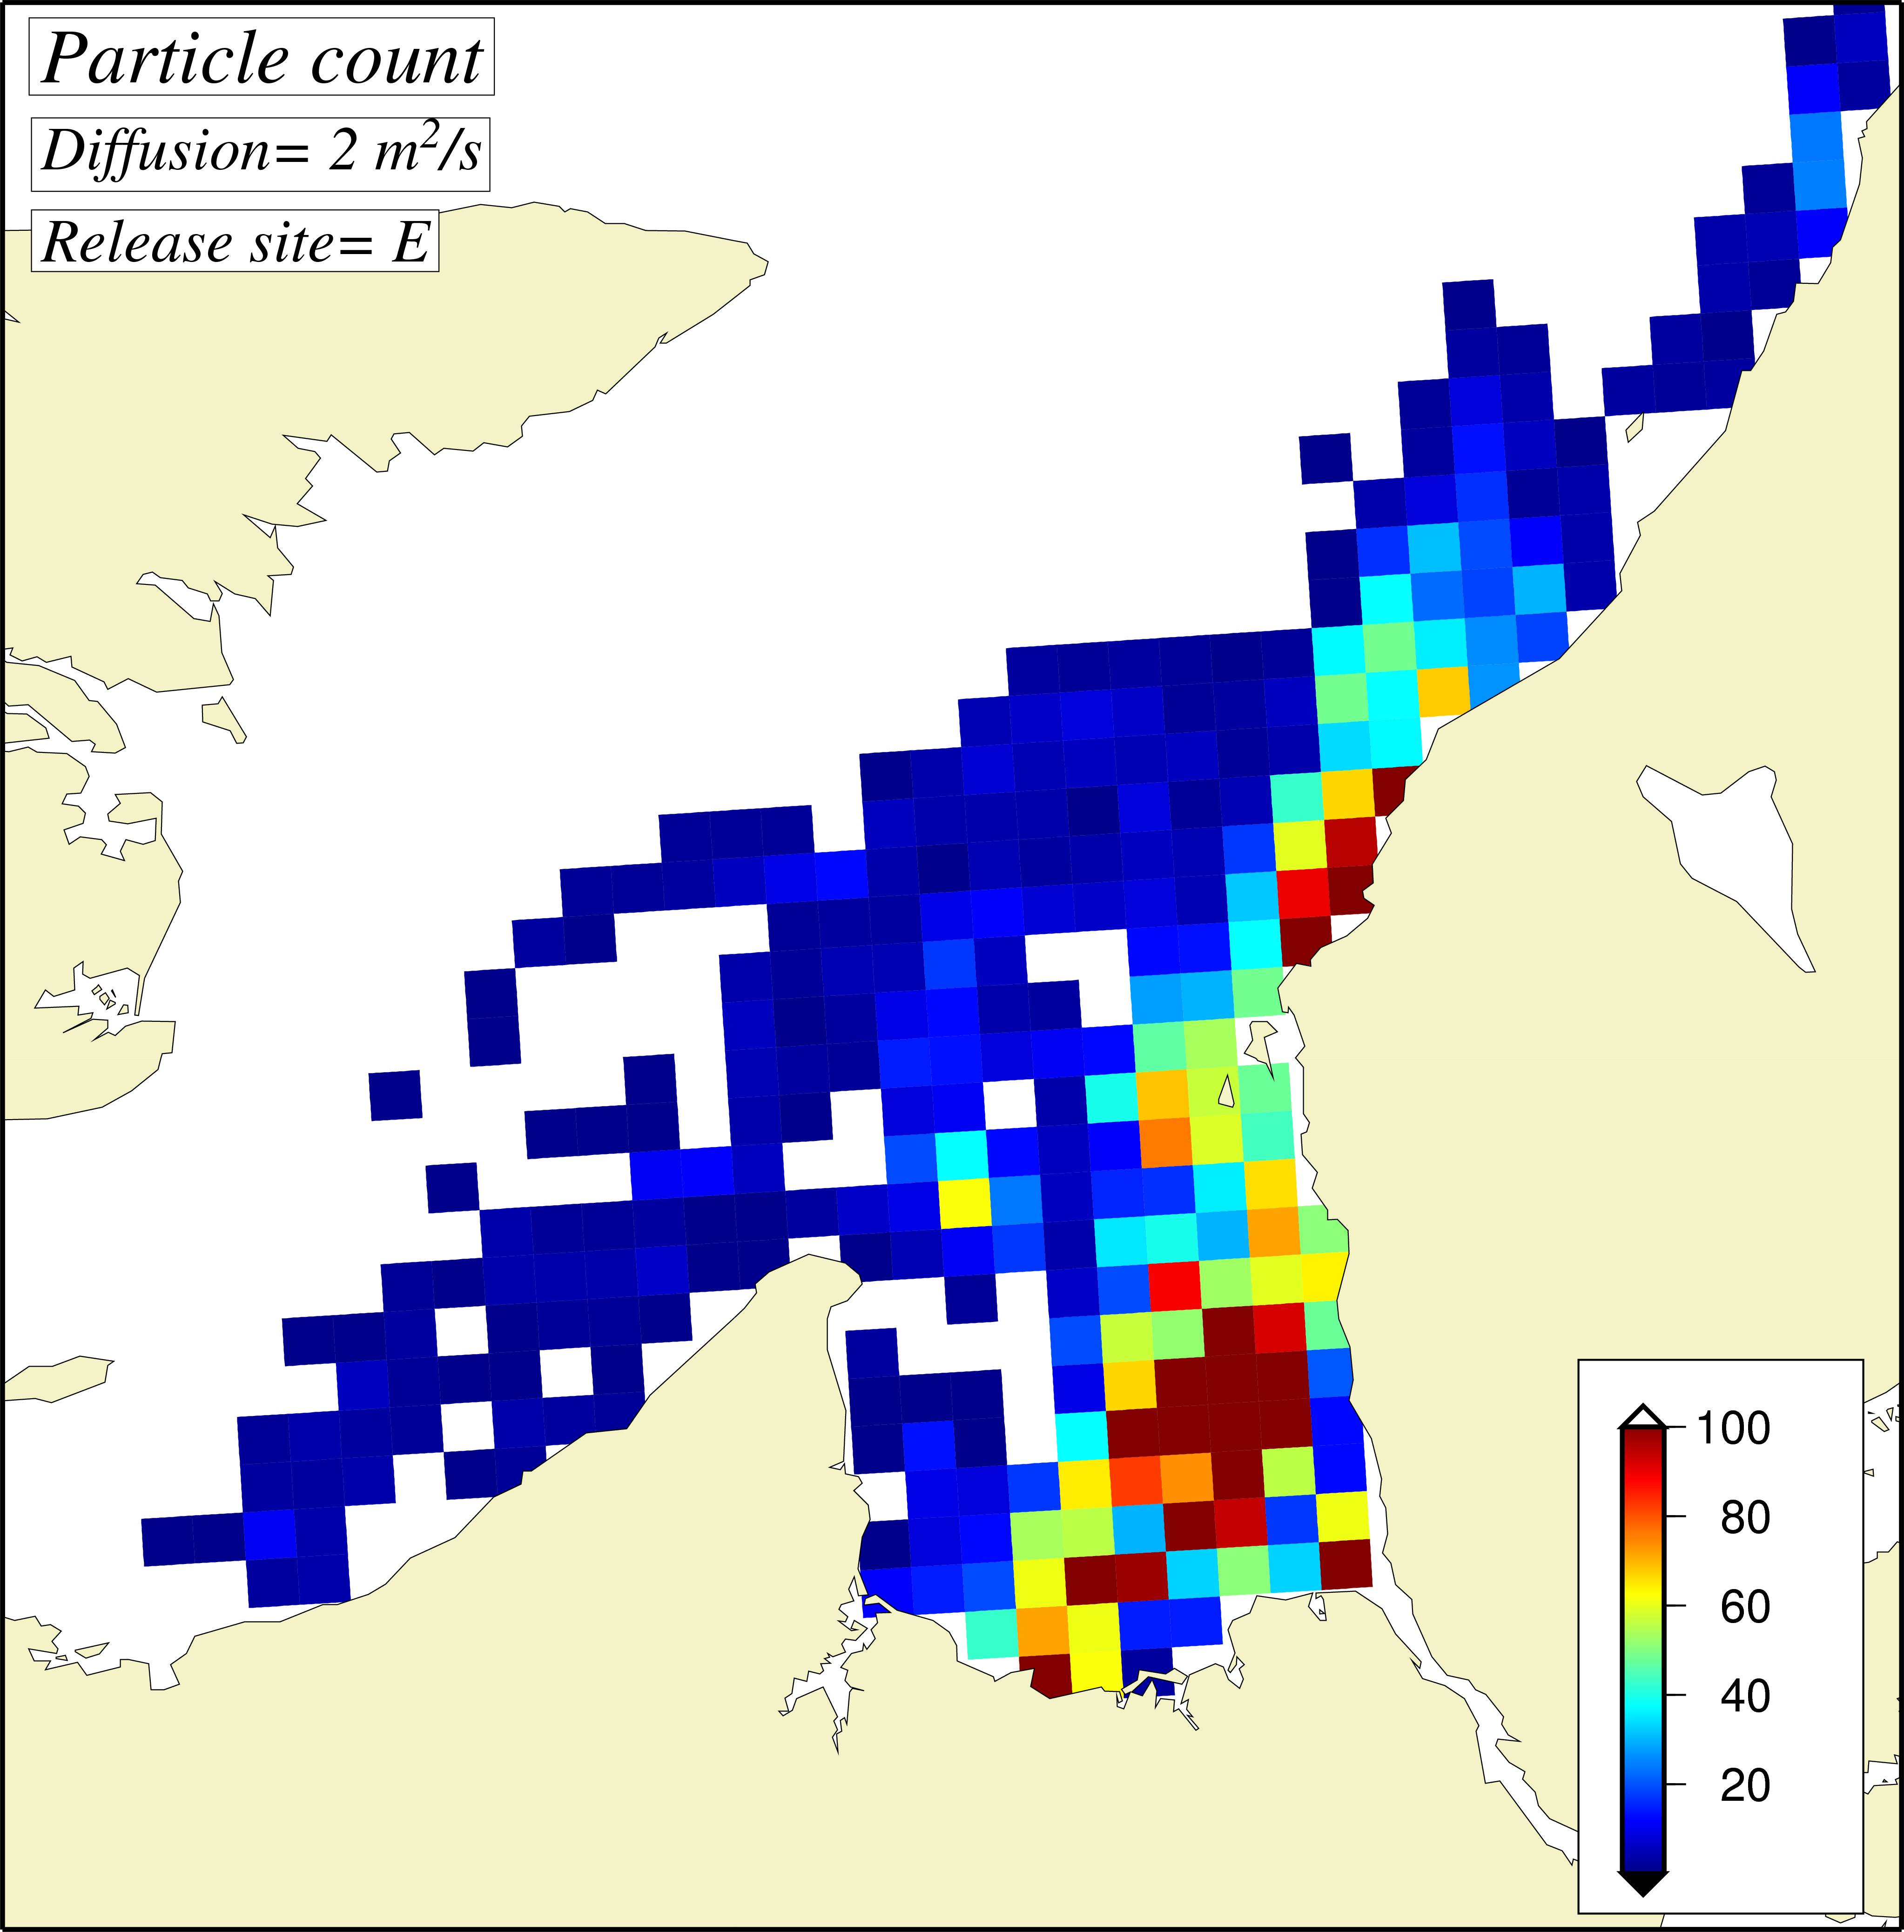 Particle count
Diffusion= 2 m²/s
Release site= E
100
80
60
40
20